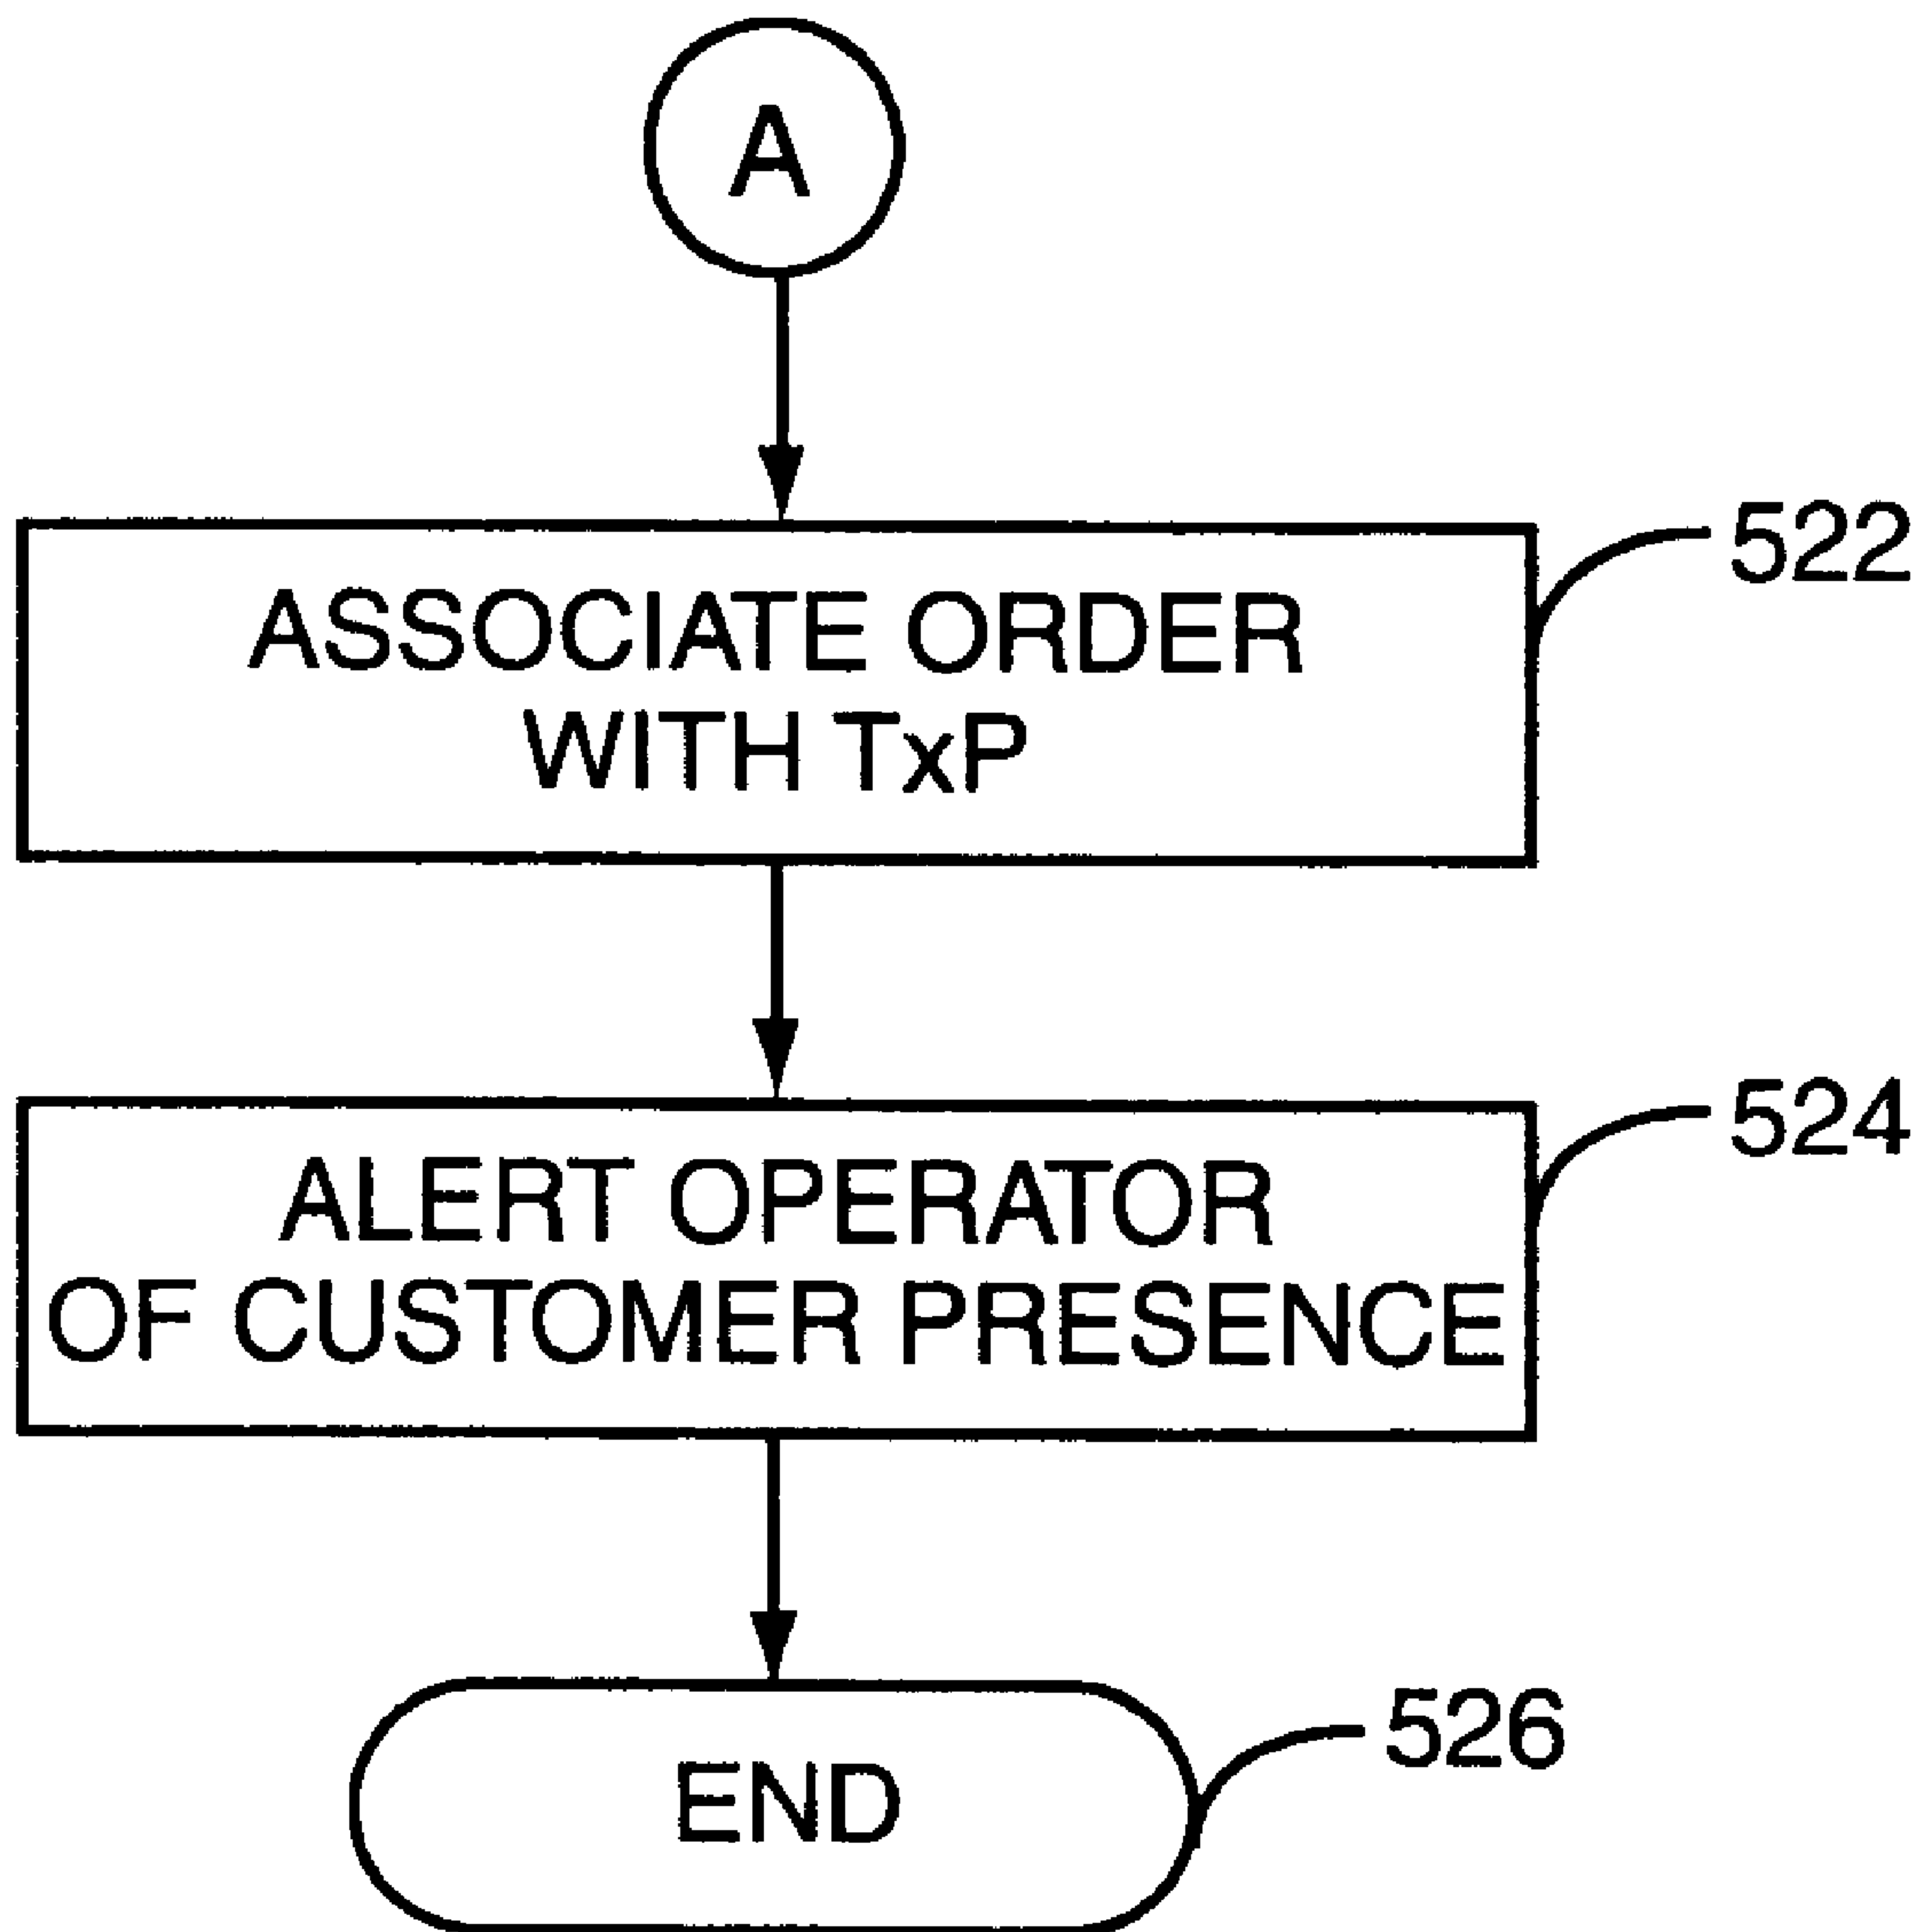 A
522
ASSOCIATE ORDER
WITH TxP
524
ALERT OPERATOR
OF CUSTOMER PRESENCE
526
END